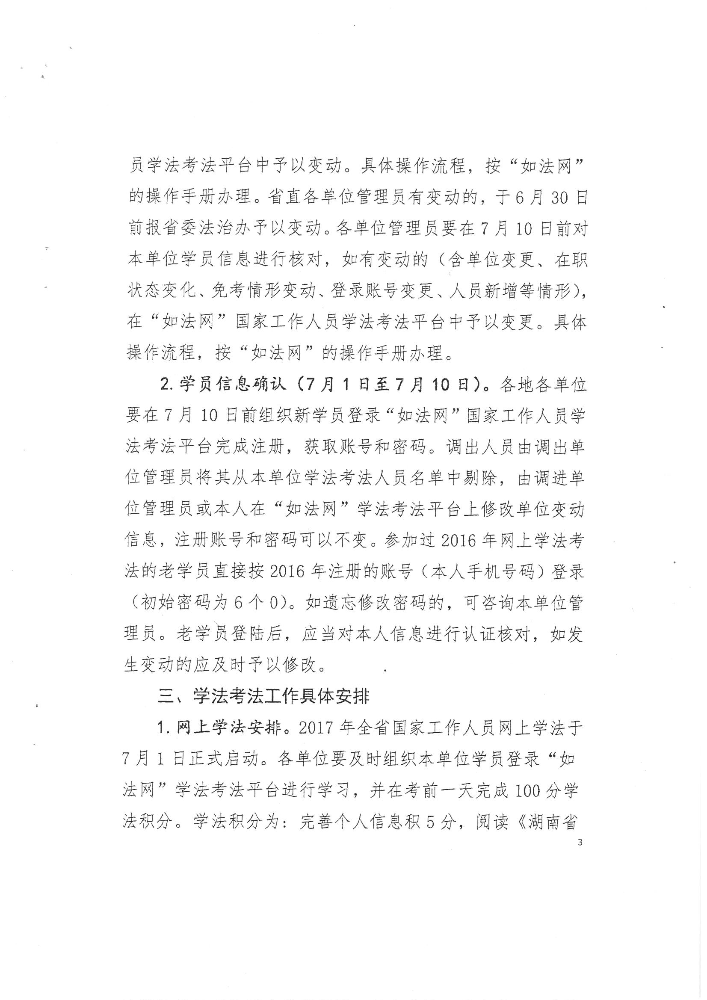 员学法考法平台中予以变动。具体操作流程，按“如法网”
的操作手册办理。省直各单位管理员有变动的，于 6 月 30 日
前报省委法治办予以变动。各单位管理员要在 7 月 10 日前对
本单位学员信息进行核对，如有变动的（含单位变更、在职
状态变化、免考情形变动、登录账号变更、人员新增等情形），
在“如法网”国家工作人员学法考法平台中予以变更。具体
操作流程，按“如法网”的操作手册办理。
2. 学员信息确认（7 月 1 日至 7 月 10 日）。各地各单位
要在 7 月 10 日前组织新学员登录“如法网”国家工作人员学
法考法平台完成注册，获取账号和密码。调出人员由调出单
位管理员将其从本单位学法考法人员名单中剔除，由调进单
位管理员或本人在“如法网”学法考法平台上修改单位变动
信息，注册账号和密码可以不变。参加过 2016 年网上学法考
法的老学员直接按 2016 年注册的账号（本人手机号码）登录
（初始密码为 6 个 0）。如遗忘修改密码的，可咨询本单位管
理员。老学员登陆后，应当对本人信息进行认证核对，如发
生变动的应及时予以修改。
三、学法考法工作具体安排
1. 网上学法安排。2017 年全省国家工作人员网上学法于
7 月 1 日正式启动。各单位要及时组织本单位学员登录“如
法网”学法考法平台进行学习，并在考前一天完成 100 分学
法积分。学法积分为：完善个人信息积 5 分，阅读《湖南省
3